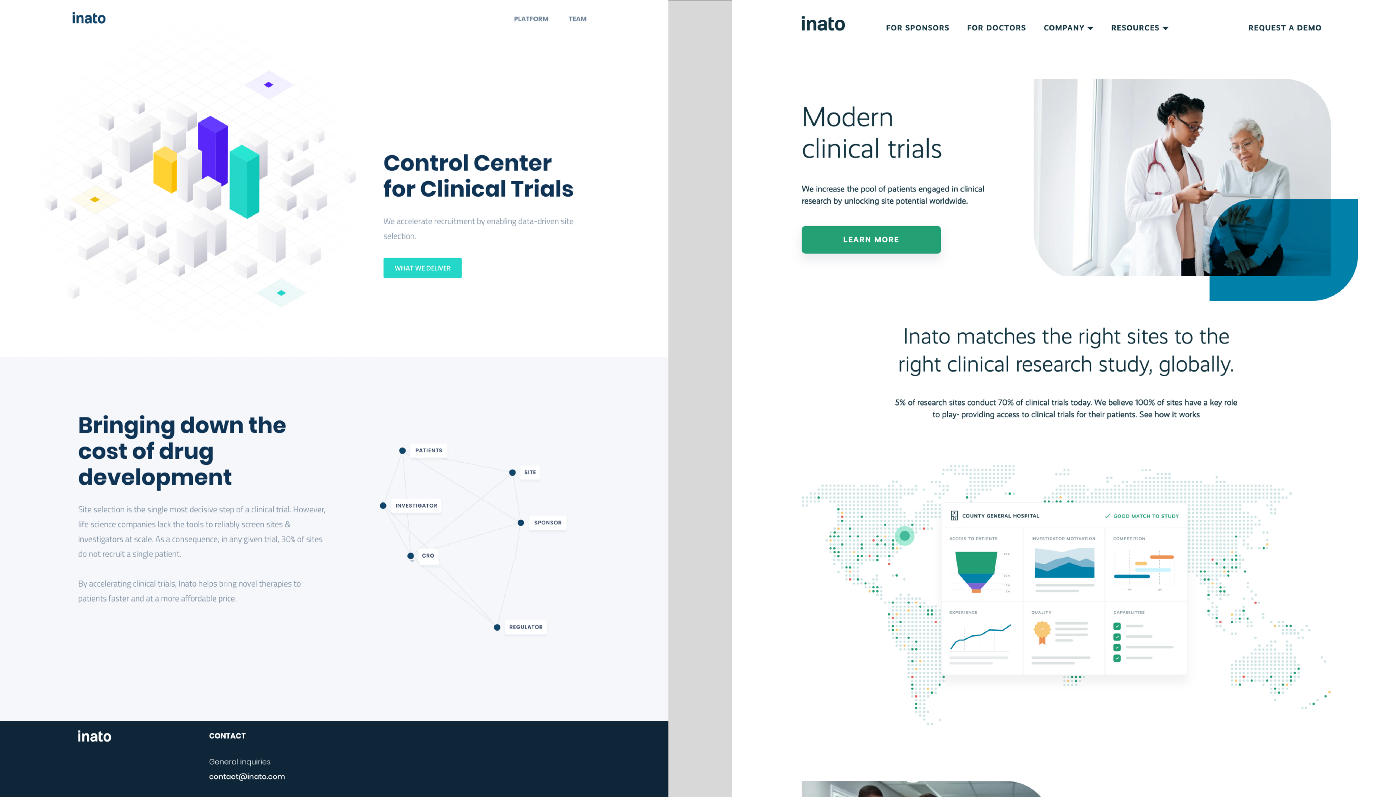 inato
PLATFORM
TEAM
Control Center
for Clinical Trials
We accelerate recruitment by enabling data-driven site
selection.
WHAT WE DELIVER
Bringing down the
cost of drug
development
Site selection is the single most decisive step of a clinical trial. However,
life science companies lack the tools to reliably screen sites &
investigators at scale. As a consequence, in any given trial, 30% of sites
do not recruit a single patient.
By accelerating clinical trials, Inato helps bring novel therapies to
patients faster and at a more affordable price.
PATIENTS
SITE
INVESTIGATOR
SPONSOR
CRO
REGULATOR
inato
CONTACT
General inquiries
contact@inato.com
inato
FOR SPONSORS
FOR DOCTORS
COMPANY
RESOURCES
REQUEST A DEMO
Modern
clinical trials
We increase the pool of patients engaged in clinical
research by unlocking site potential worldwide.
LEARN MORE
Inato matches the right sites to the
right clinical research study, globally.
5% of research sites conduct 70% of clinical trials today. We believe 100% of sites have a key role
to play- providing access to clinical trials for their patients. See how it works
COUNTY GENERAL HOSPITAL
GOOD MATCH TO STUDY
ACCESS TO PATIENTS
INVESTIGATOR MOTIVATION
COMPETITION
EXPERIENCE
QUALITY
CAPABILITIES